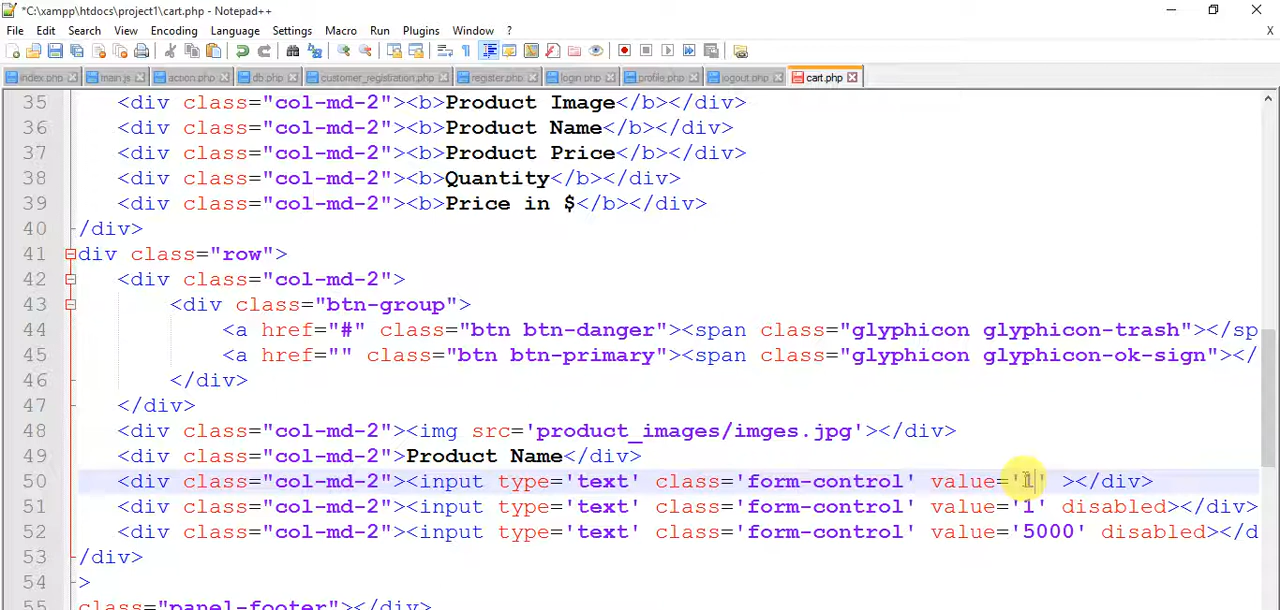 *C:\xampp\htdocs\project1\cart.php - Notepad++
File Edit Search View Encoding Language Settings Macro Run Plugins Window ? X
index.php main.js action.php db.php customer_registration.php register.php login.php profile.php logout.php cart.php
35 <div class="col-md-2"><b>Product Image</b></div>
36 <div class="col-md-2"><b>Product Name</b></div>
37 <div class="col-md-2"><b>Product Price</b></div>
38 <div class="col-md-2"><b>Quantity</b></div>
39 <div class="col-md-2"><b>Price in $</b></div>
40 /div>
41 div class="row">
42 <div class="col-md-2">
43 <div class="btn-group">
44 <a href="#" class="btn btn-danger"><span class="glyphicon glyphicon-trash"></sp
45 <a href="" class="btn btn-primary"><span class="glyphicon glyphicon-ok-sign"></
46 </div>
47 </div>
48 <div class="col-md-2"><img src='product_images/imges.jpg'></div>
49 <div class="col-md-2">Product Name</div>
50 <div class="col-md-2"><input type='text' class='form-control' value='1' ></div>
51 <div class="col-md-2"><input type='text' class='form-control' value='1' disabled></div>
52 <div class="col-md-2"><input type='text' class='form-control' value='5000' disabled></d
53 /div>
54 >
55 class="panel-footer"></div>